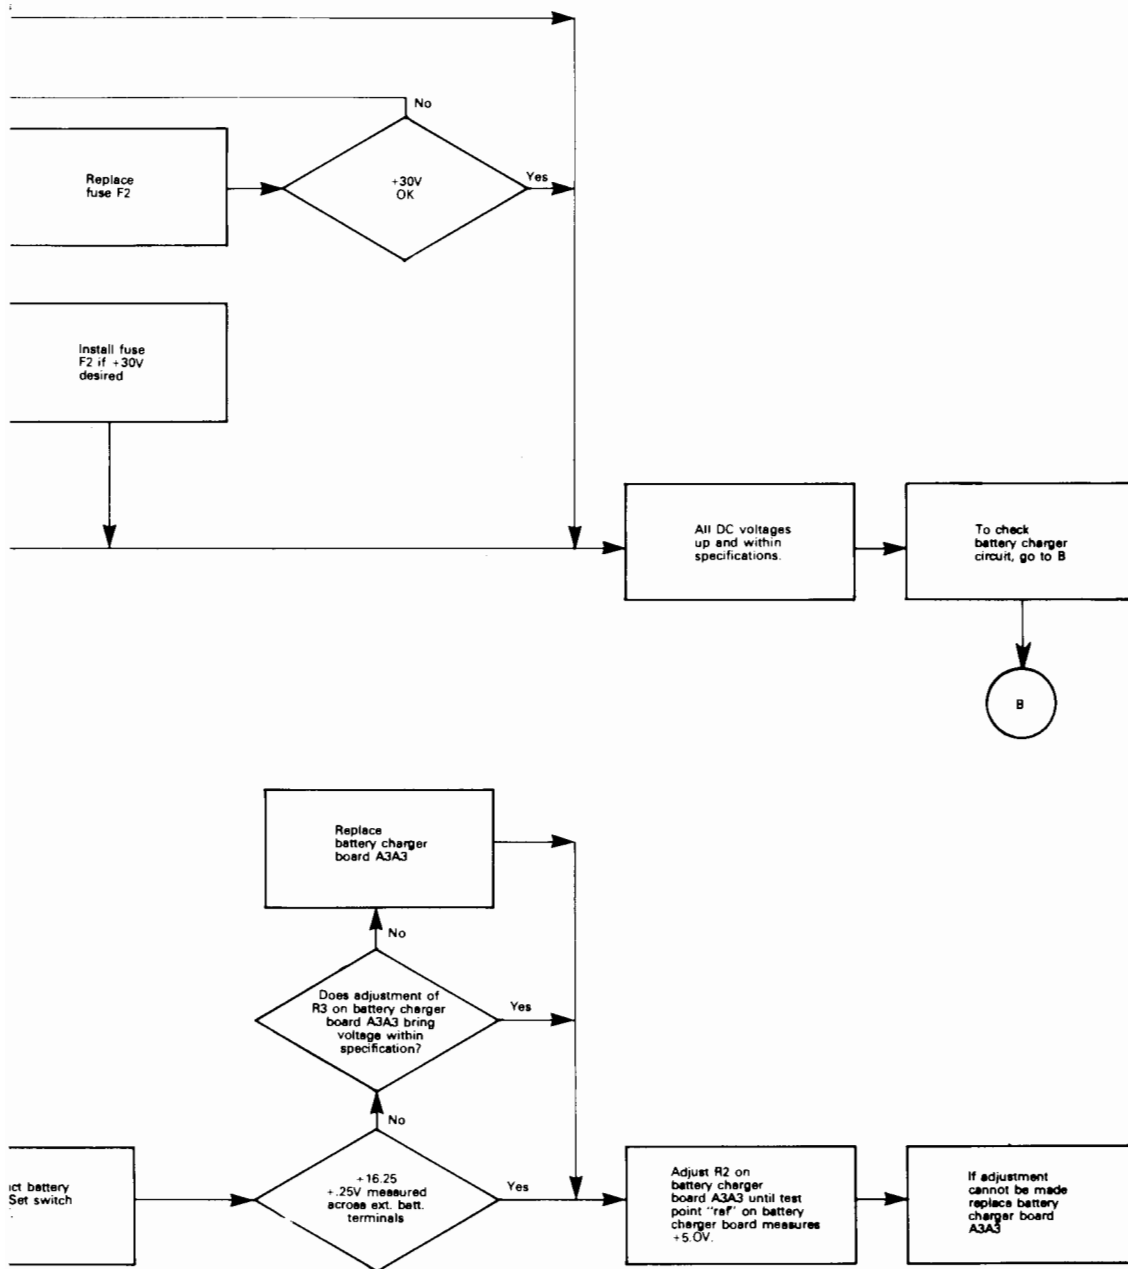 No
Replace
fuse F2
+30V
OK
Yes
Install fuse
F2 if +30V
desired
All DC voltages
up and within
specifications.
To check
battery charger
circuit, go to B
B
Replace
battery charger
board A3A3
No
Does adjustment of
R3 on battery charger
board A3A3 bring
voltage within
specification?
Yes
No
battery
Set switch
+16.25
+.25V measured
across ext. batt.
terminals
Yes
Adjust R2 on
battery charger
board A3A3 until test
point "ref" on battery
charger board measures
+5.0V.
If adjustment
cannot be made
replace battery
charger board
A3A3